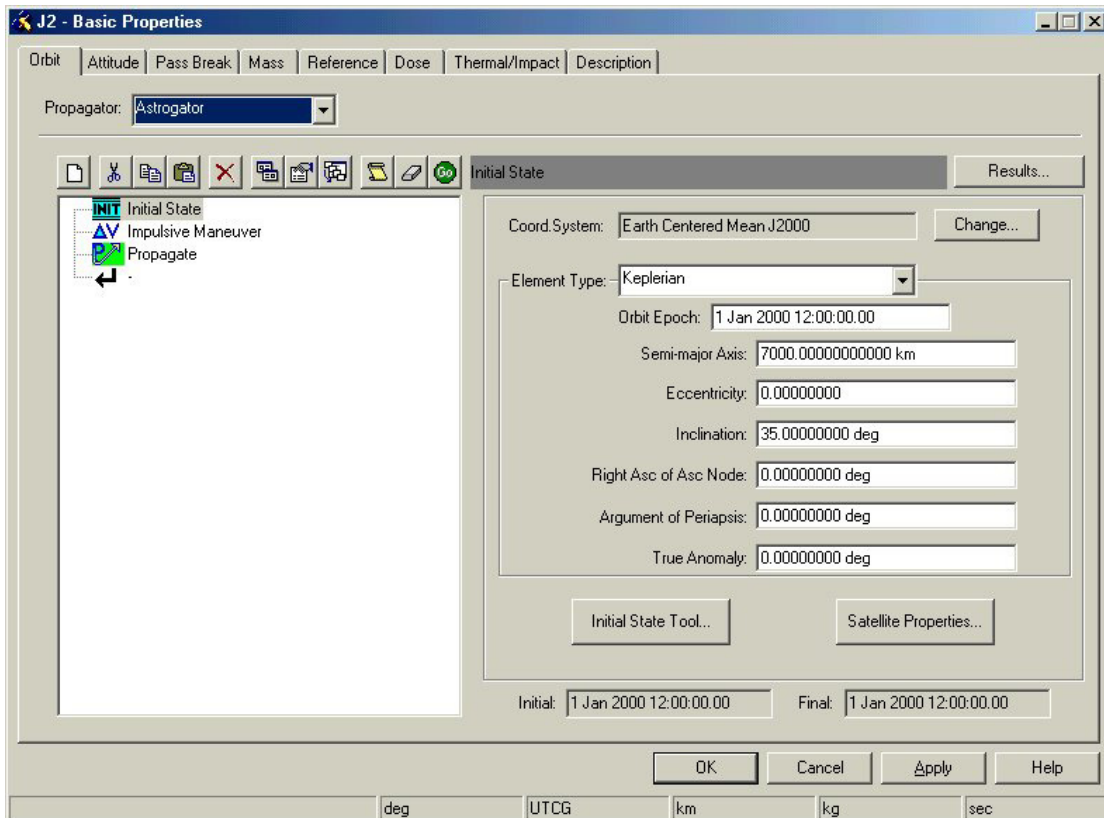 J2 - Basic Properties
Orbit Attitude Pass Break Mass Reference Dose Thermal/Impact Description
Propagator: Astrogator
Go Initial State Results...
INIT Initial State
ΔV Impulsive Maneuver
P Propagate
-
Coord.System: Earth Centered Mean J2000 Change...
Element Type: Keplerian
Orbit Epoch: 1 Jan 2000 12:00:00.00
Semi-major Axis: 7000.00000000000 km
Eccentricity: 0.00000000
Inclination: 35.00000000 deg
Right Asc of Asc Node: 0.00000000 deg
Argument of Periapsis: 0.00000000 deg
True Anomaly: 0.00000000 deg
Initial State Tool... Satellite Properties...
Initial: 1 Jan 2000 12:00:00.00 Final: 1 Jan 2000 12:00:00.00
OK Cancel Apply Help
deg UTCG km kg sec